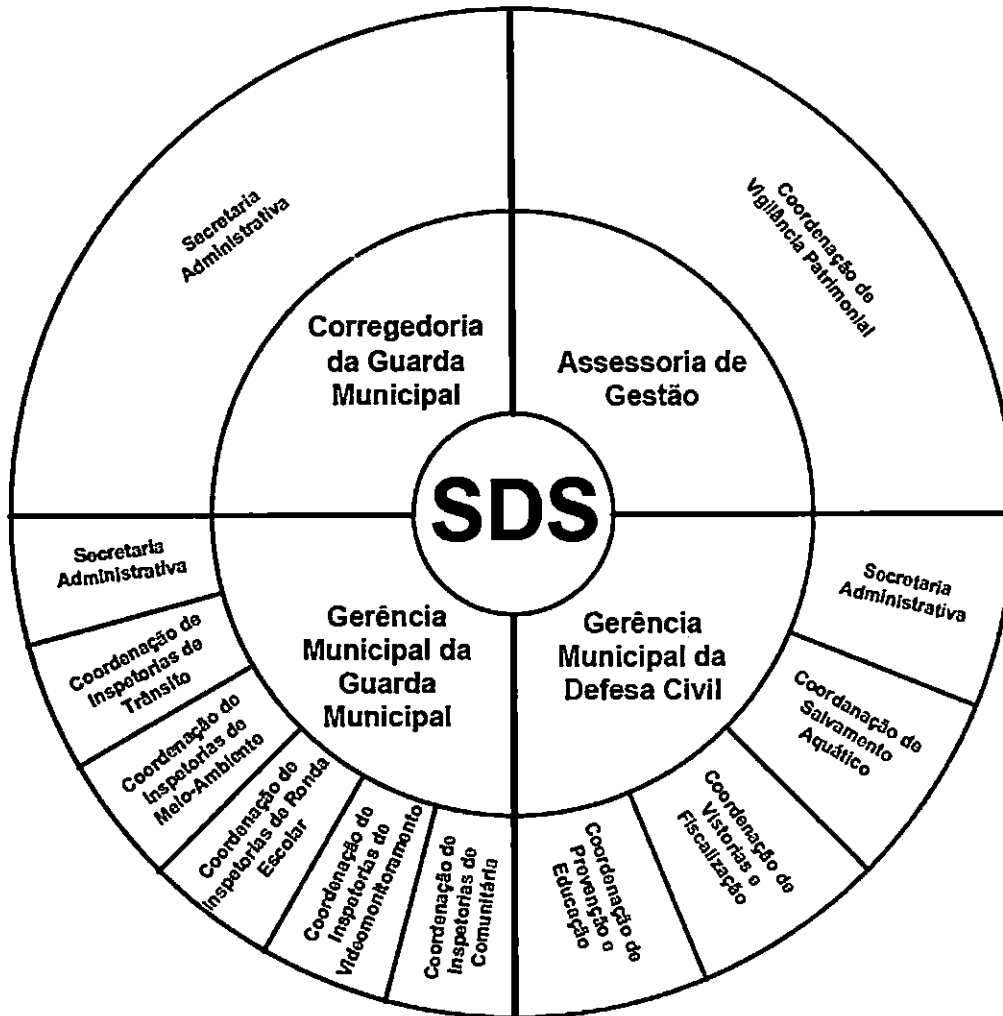 Secretaria
Administrativa
Coordenação de
Vigilância Patrimonial
Corregedoria
da Guarda
Municipal
Assessoria de
Gestão
SDS
Secretaria
Administrativa
Gerência
Municipal da
Guarda
Municipal
Gerência
Municipal da
Defesa Civil
Secretaria
Administrativa
Coordenação de
Inspetorias de
Trânsito
Coordenação de
Inspetorias de
Meio-Ambiente
Coordenação de
Inspetorias de Ronda
Escolar
Coordenação de
Inspetorias de
Videomonitoramento
Coordenação de
Inspetorias de
Comunitária
Coordenação de
Prevenção e
Educação
Coordenação de
Vistorias e
Fiscalização
Coordanação de
Salvamento
Aquático